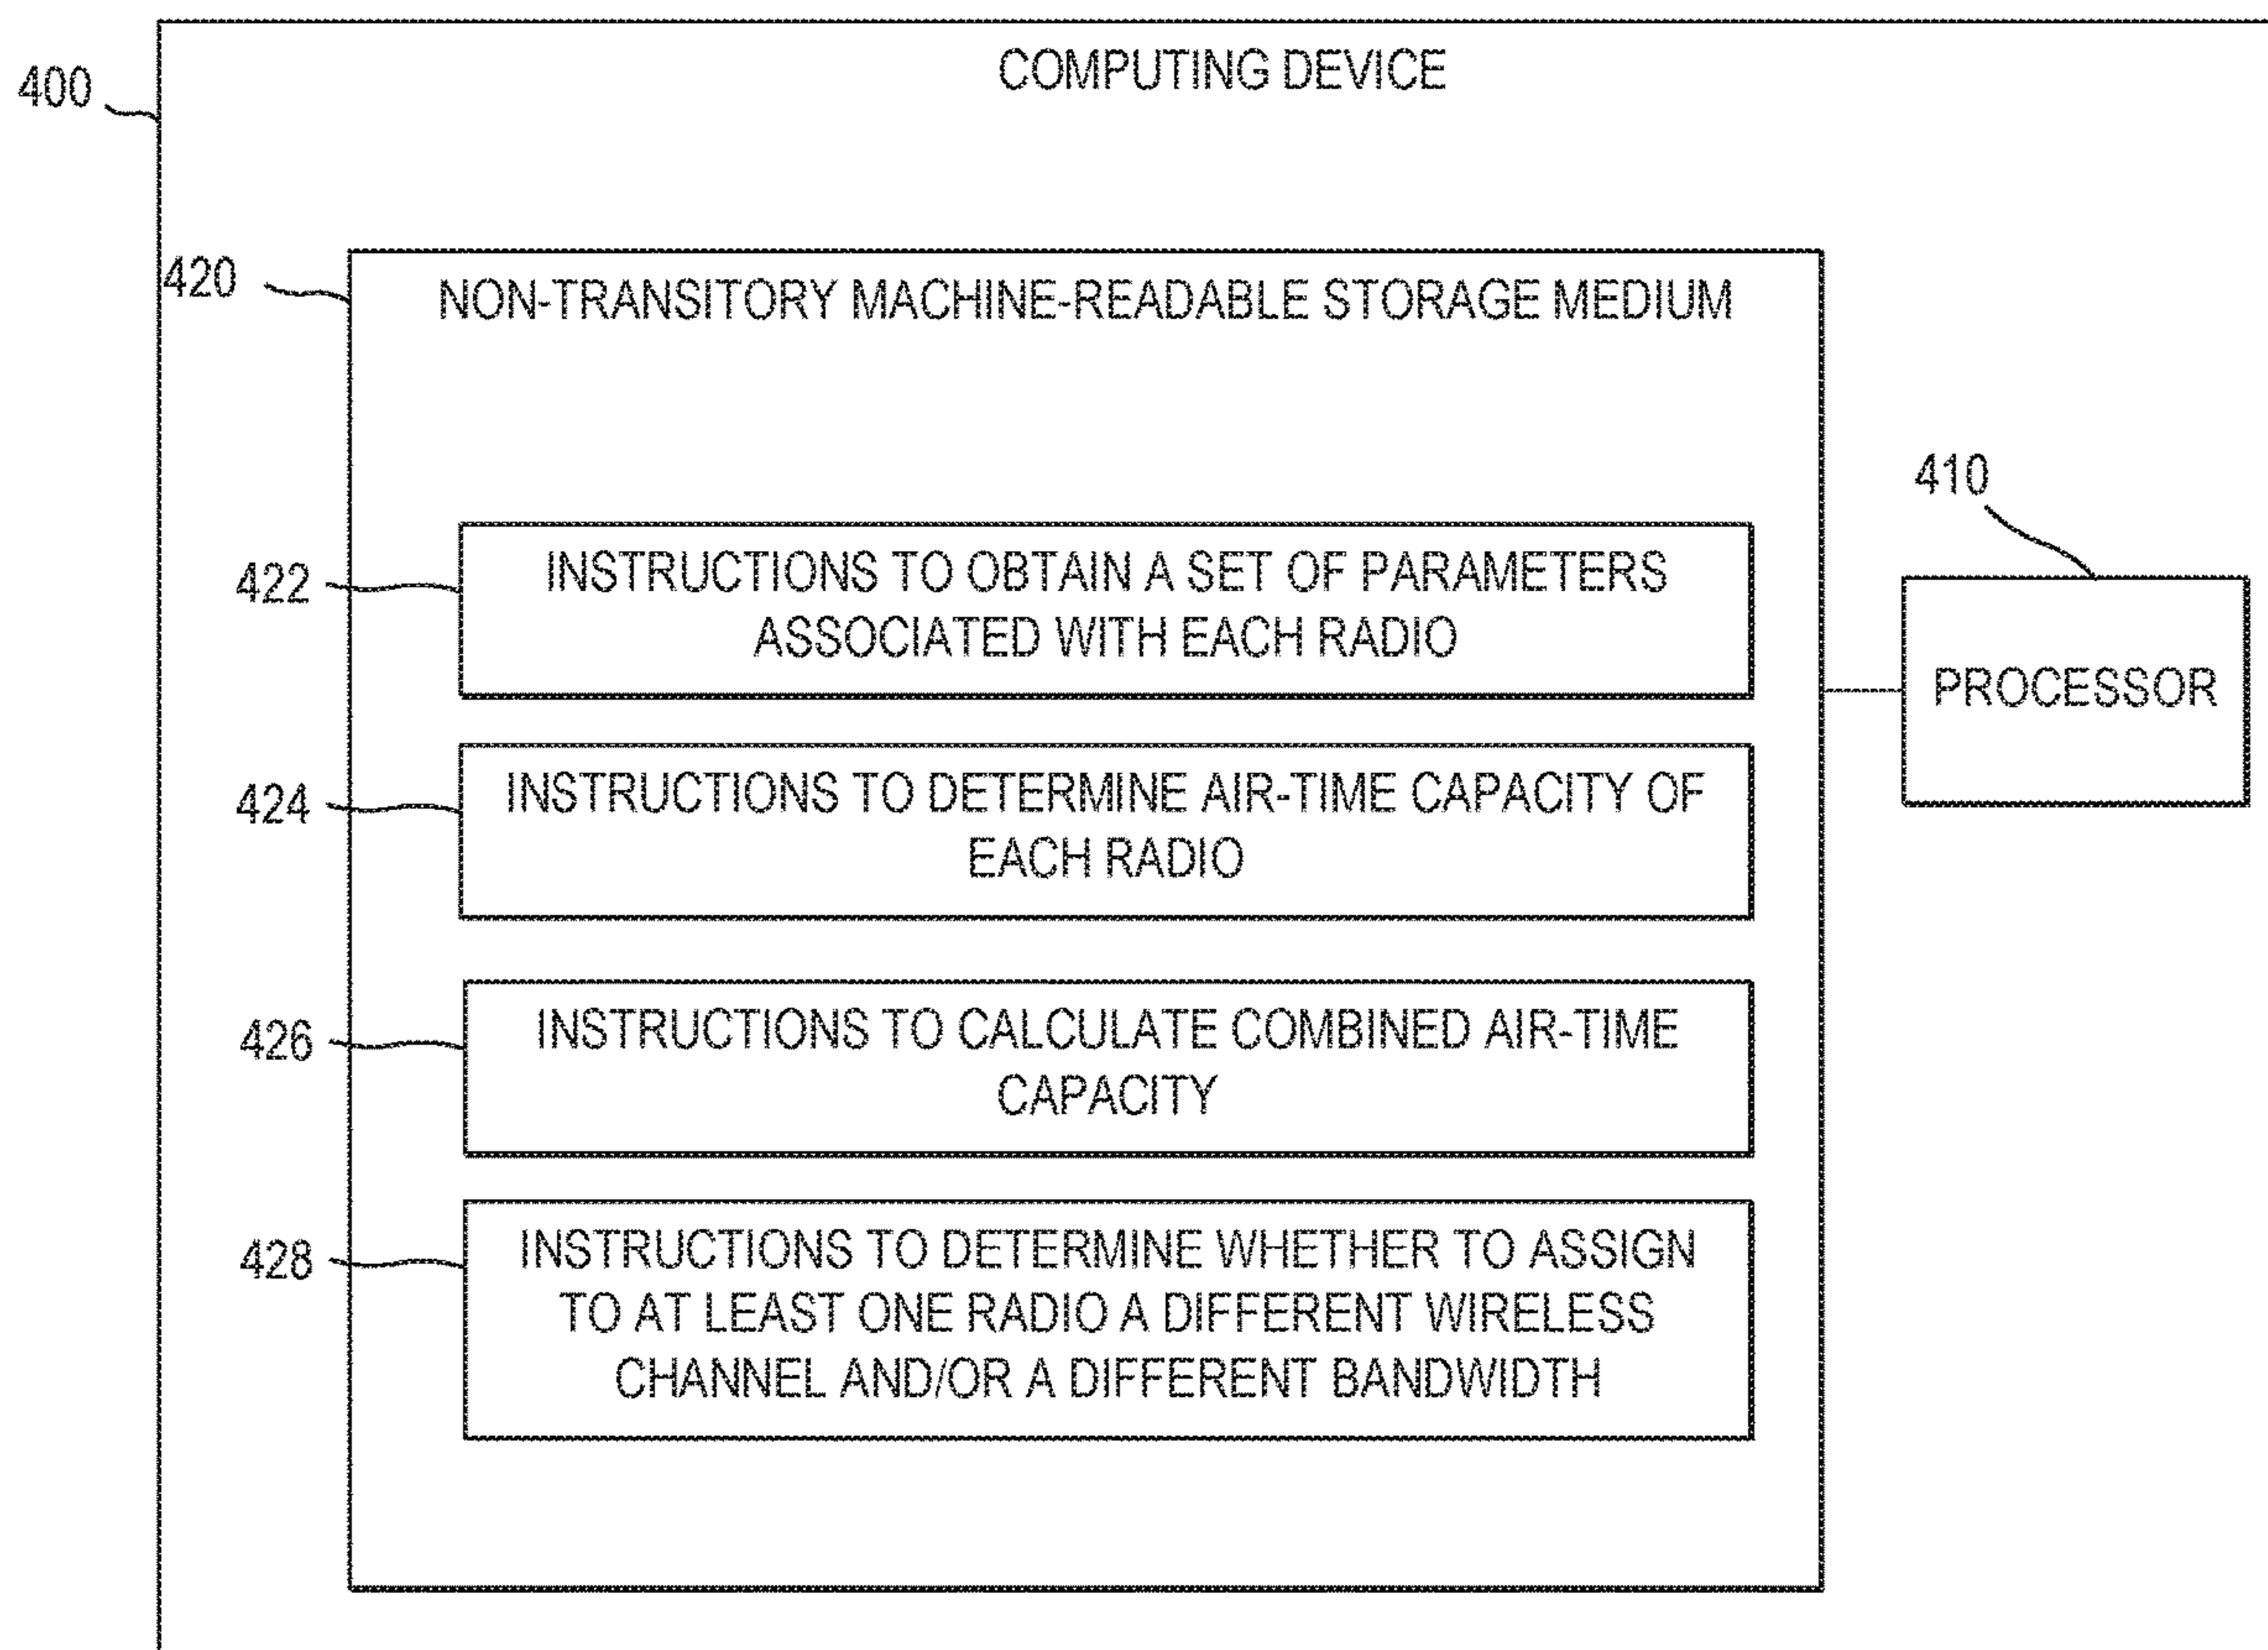 COMPUTING DEVICE
400
420
NON-TRANSITORY MACHINE-READABLE STORAGE MEDIUM
410
422
INSTRUCTIONS TO OBTAIN A SET OF PARAMETERS
ASSOCIATED WITH EACH RADIO
PROCESSOR
424
INSTRUCTIONS TO DETERMINE AIR-TIME CAPACITY OF
EACH RADIO
426
INSTRUCTIONS TO CALCULATE COMBINED AIR-TIME
CAPACITY
428
INSTRUCTIONS TO DETERMINE WHETHER TO ASSIGN
TO AT LEAST ONE RADIO A DIFFERENT WIRELESS
CHANNEL AND/OR A DIFFERENT BANDWIDTH